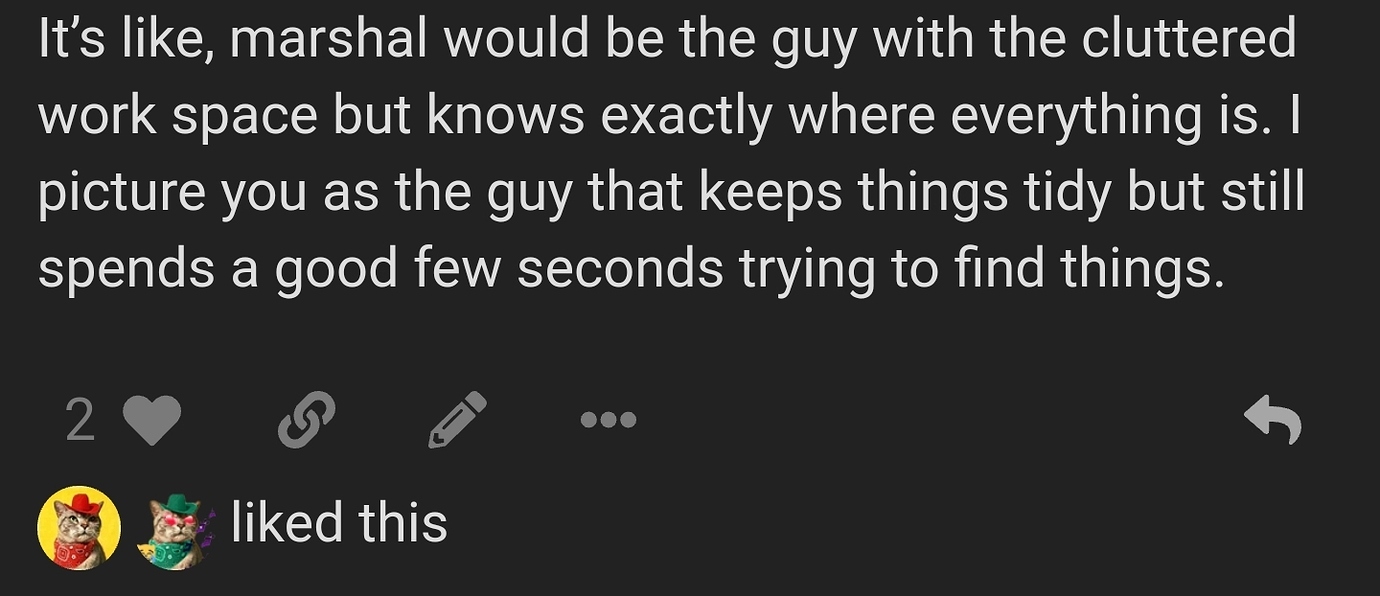 It’s like, marshal would be the guy with the cluttered
work space but knows exactly where everything is. I
picture you as the guy that keeps things tidy but still
spends a good few seconds trying to find things.
2
liked this